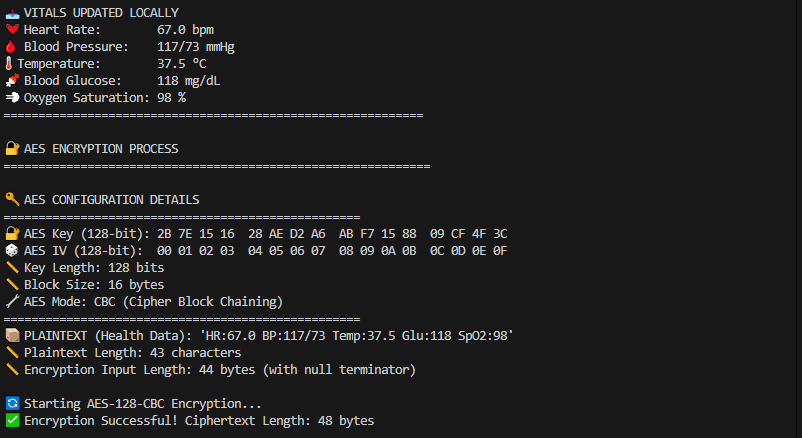 VITALS UPDATED LOCALLY
Heart Rate: 67.0 bpm
Blood Pressure: 117/73 mmHg
Temperature: 37.5 °C
Blood Glucose: 118 mg/dL
Oxygen Saturation: 98 %
============================================================
AES ENCRYPTION PROCESS
=============================================================
AES CONFIGURATION DETAILS
===================================================
AES Key (128-bit): 2B 7E 15 16  28 AE D2 A6  AB F7 15 88  09 CF 4F 3C
AES IV (128-bit):  00 01 02 03  04 05 06 07  08 09 0A 0B  0C 0D 0E 0F
Key Length: 128 bits
Block Size: 16 bytes
AES Mode: CBC (Cipher Block Chaining)
===================================================
PLAINTEXT (Health Data): 'HR:67.0 BP:117/73 Temp:37.5 Glu:118 SpO2:98'
Plaintext Length: 43 characters
Encryption Input Length: 44 bytes (with null terminator)
Starting AES-128-CBC Encryption...
Encryption Successful! Ciphertext Length: 48 bytes